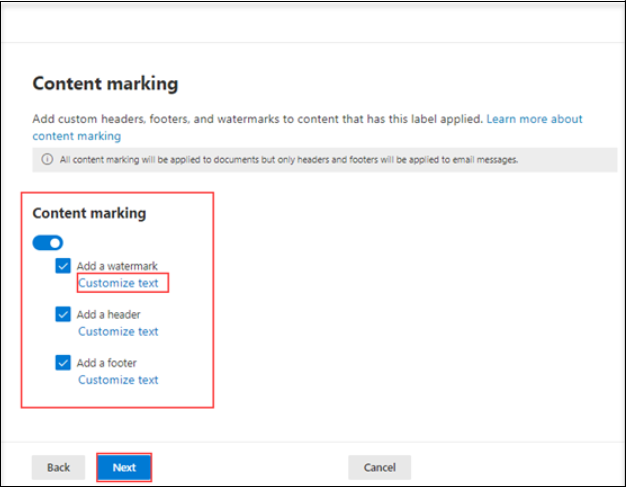 Content marking
Add custom headers, footers, and watermarks to content that has this label applied. Learn more about
content marking
All content marking will be applied to documents but only headers and footers will be applied to email messages.
Content marking
Add a watermark
Customize text
Add a header
Customize text
Add a footer
Customize text
Back Next Cancel